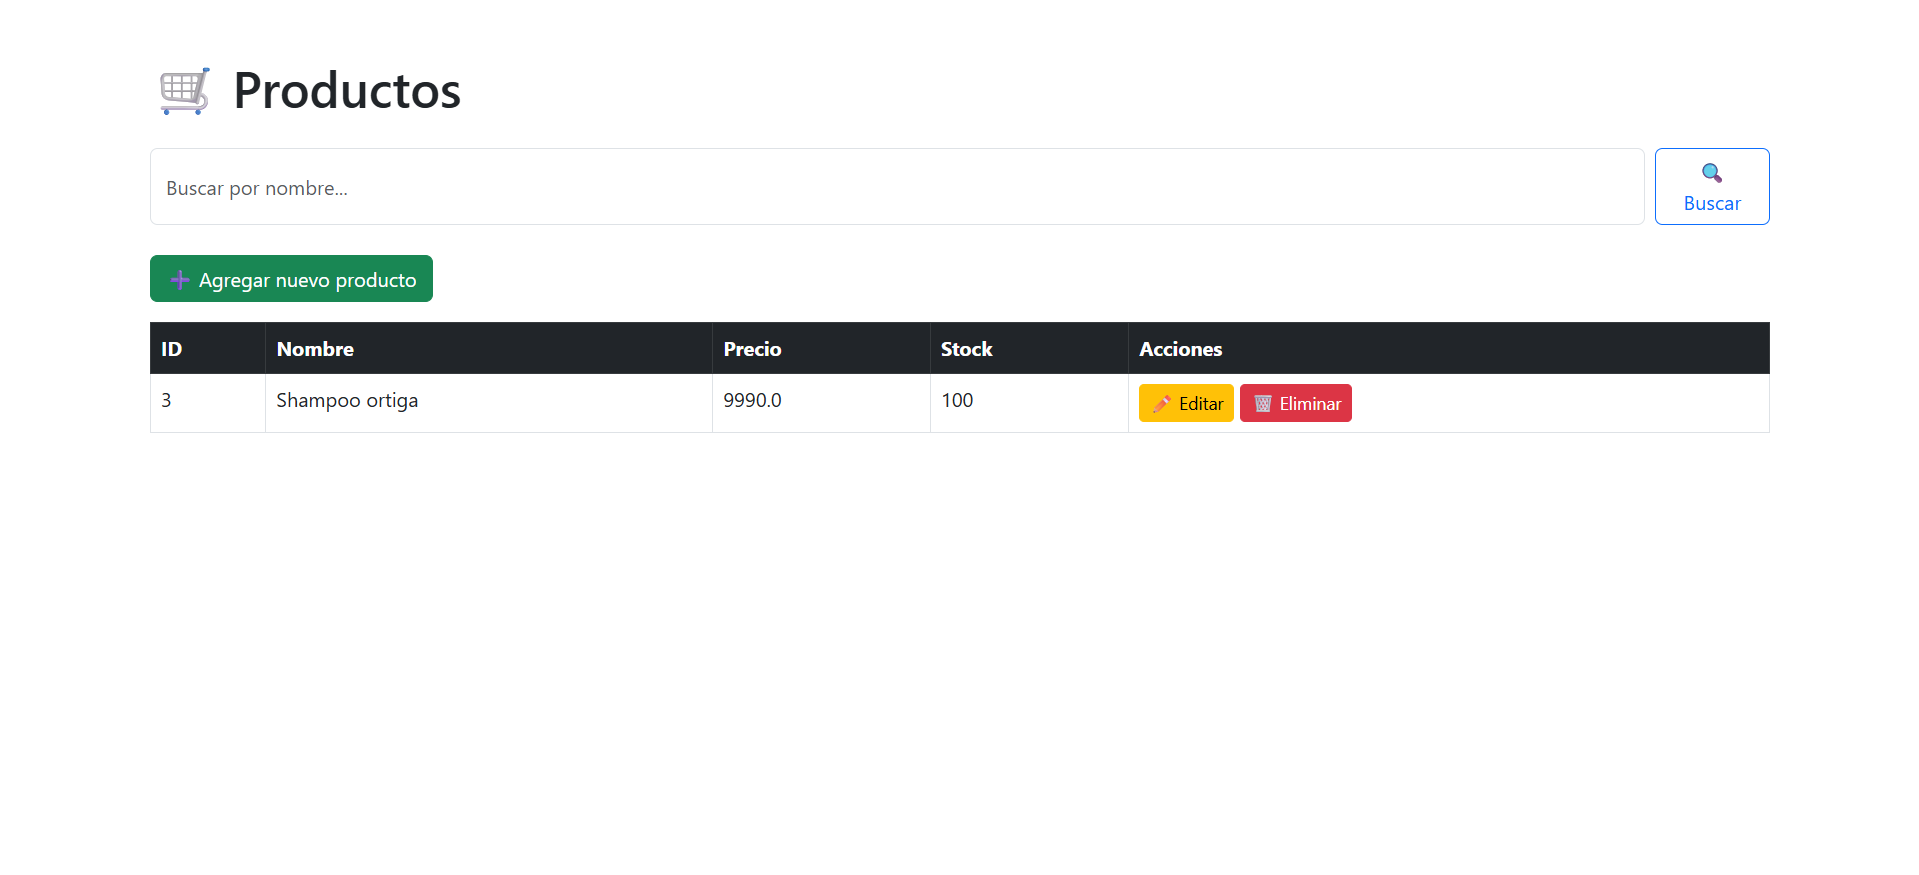 Productos
Buscar por nombre...
Buscar
Agregar nuevo producto
ID Nombre Precio Stock Acciones
3 Shampoo ortiga 9990.0 100 Editar Eliminar